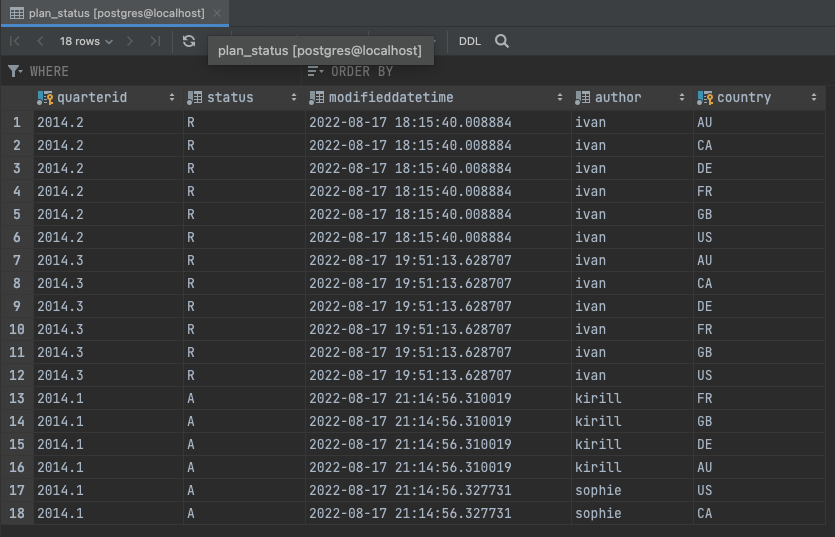 plan_status [postgres@localhost]
18 rows DDL
plan_status [postgres@localhost]
WHERE ORDER BY
quarterid status modifieddatetime author country
1 2014.2 R 2022-08-17 18:15:40.008884 ivan AU
2 2014.2 R 2022-08-17 18:15:40.008884 ivan CA
3 2014.2 R 2022-08-17 18:15:40.008884 ivan DE
4 2014.2 R 2022-08-17 18:15:40.008884 ivan FR
5 2014.2 R 2022-08-17 18:15:40.008884 ivan GB
6 2014.2 R 2022-08-17 18:15:40.008884 ivan US
7 2014.3 R 2022-08-17 19:51:13.628707 ivan AU
8 2014.3 R 2022-08-17 19:51:13.628707 ivan CA
9 2014.3 R 2022-08-17 19:51:13.628707 ivan DE
10 2014.3 R 2022-08-17 19:51:13.628707 ivan FR
11 2014.3 R 2022-08-17 19:51:13.628707 ivan GB
12 2014.3 R 2022-08-17 19:51:13.628707 ivan US
13 2014.1 A 2022-08-17 21:14:56.310019 kirill FR
14 2014.1 A 2022-08-17 21:14:56.310019 kirill GB
15 2014.1 A 2022-08-17 21:14:56.310019 kirill DE
16 2014.1 A 2022-08-17 21:14:56.310019 kirill AU
17 2014.1 A 2022-08-17 21:14:56.327731 sophie US
18 2014.1 A 2022-08-17 21:14:56.327731 sophie CA